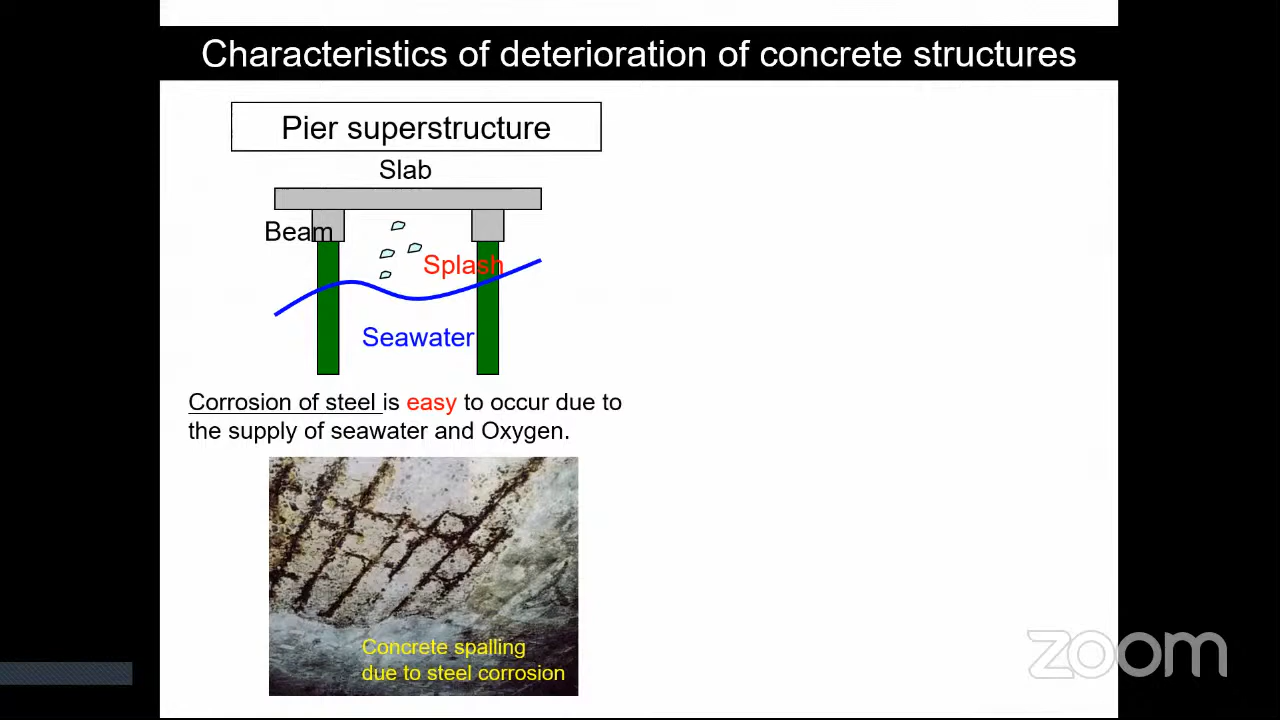 Characteristics of deterioration of concrete structures
Pier superstructure
Slab
Beam
Splash
Seawater
Corrosion of steel is easy to occur due to
the supply of seawater and Oxygen.
Concrete spalling
due to steel corrosion
zoom